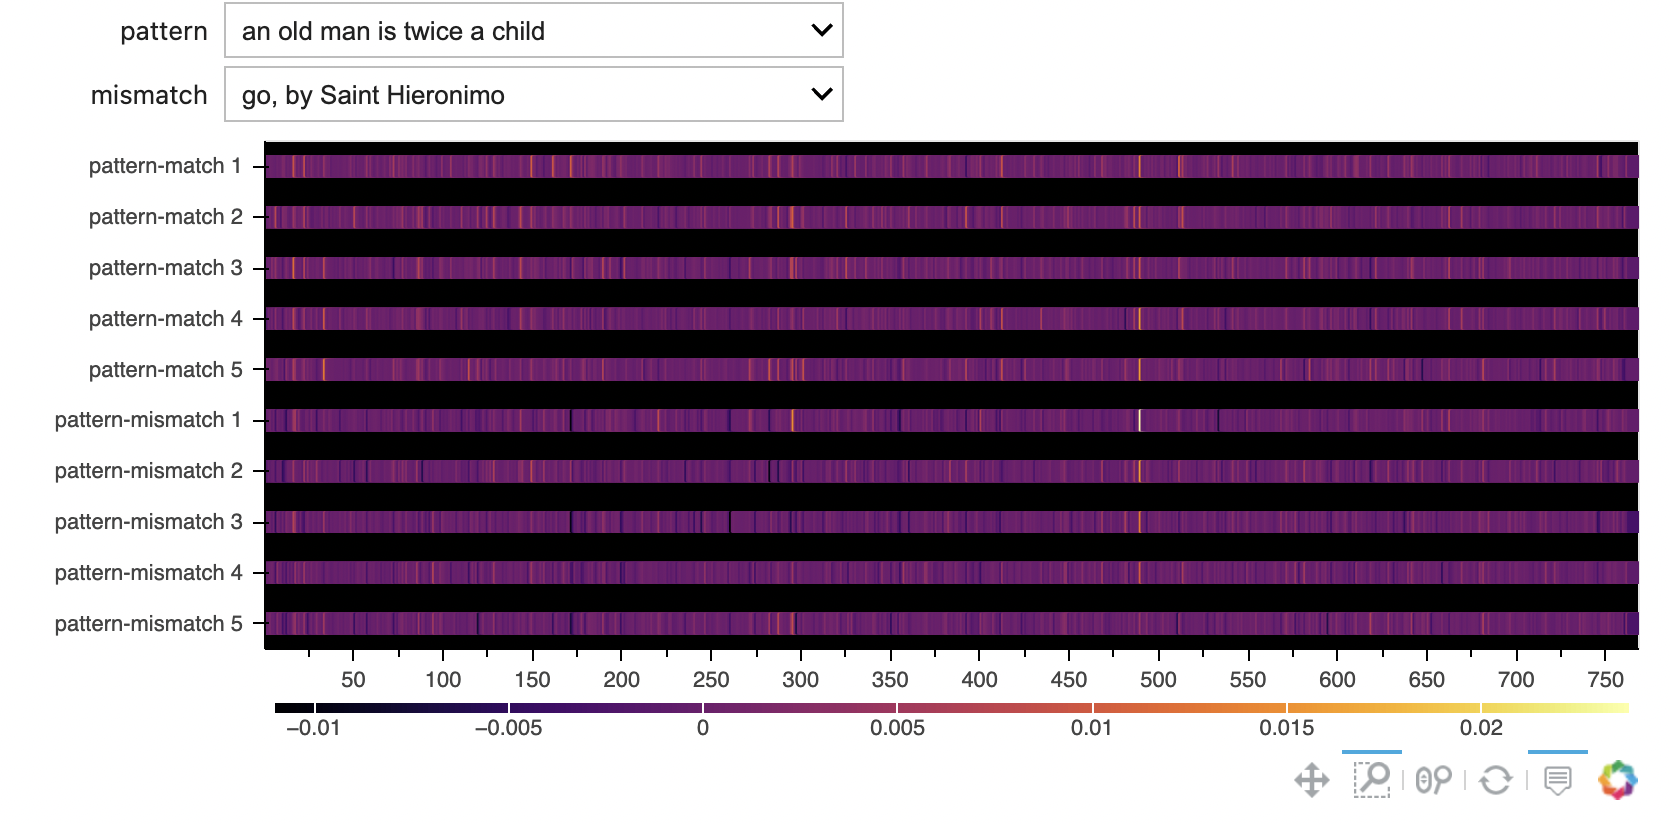 pattern an old man is twice a child
mismatch go, by Saint Hieronimo
pattern-match 1
pattern-match 2
pattern-match 3
pattern-match 4
pattern-match 5
pattern-mismatch 1
pattern-mismatch 2
pattern-mismatch 3
pattern-mismatch 4
pattern-mismatch 5
50 100 150 200 250 300 350 400 450 500 550 600 650 700 750
−0.01 −0.005 0 0.005 0.01 0.015 0.02